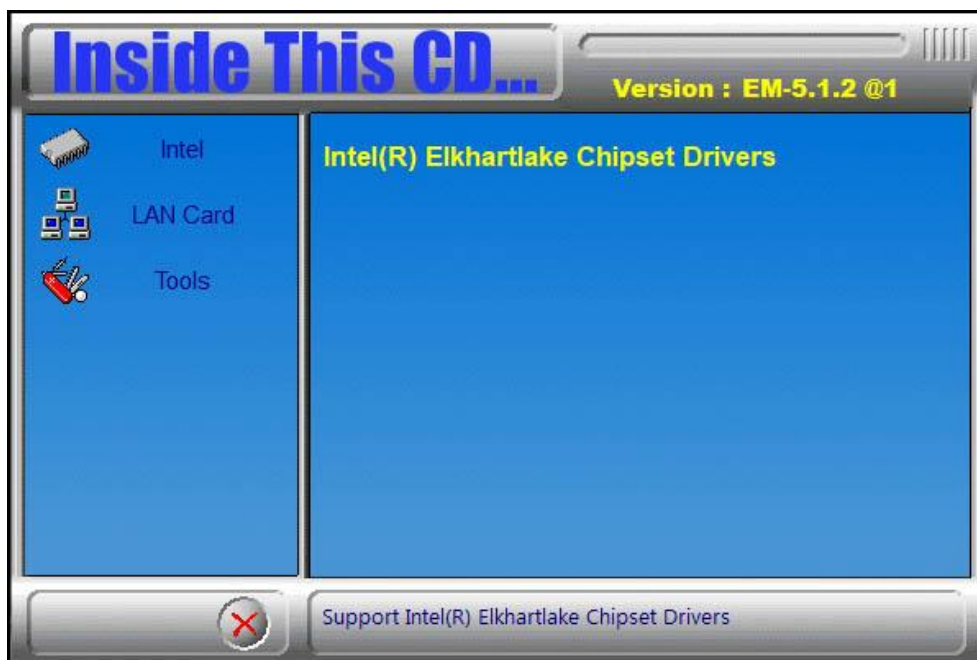 Inside This CD...
Version : EM-5.1.2 @1
Intel
LAN Card
Tools
Intel(R) Elkhartlake Chipset Drivers
Support Intel(R) Elkhartlake Chipset Drivers